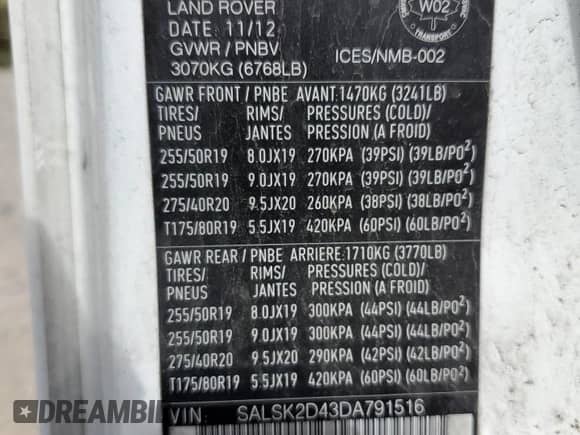 LAND ROVER
DATE: 11/12
GVWR / PNBV
3070KG (6768LB)
ICES/NMB-002
W02
TRANSPORT
GAWR FRONT / PNBE AVANT:1470KG (3241LB)
TIRES/ RIMS/ PRESSURES (COLD)/
PNEUS JANTES PRESSION (A FROID)
255/50R19 8.0JX19 270KPA (39PSI) (39LB/PO²)
255/50R19 9.0JX19 270KPA (39PSI) (39LB/PO²)
275/40R20 9.5JX20 260KPA (38PSI) (38LB/PO²)
T175/80R19 5.5JX19 420KPA (60PSI) (60LB/PO²)
GAWR REAR / PNBE ARRIERE:1710KG (3770LB)
TIRES/ RIMS/ PRESSURES (COLD)/
PNEUS JANTES PRESSION (A FROID)
255/50R19 8.0JX19 300KPA (44PSI) (44LB/PO²)
255/50R19 9.0JX19 300KPA (44PSI) (44LB/PO²)
275/40R20 9.5JX20 290KPA (42PSI) (42LB/PO²)
T175/80R19 5.5JX19 420KPA (60PSI) (60LB/PO²)
VIN: SALSK2D43DA791516
AUTOHELPERBOT.COM